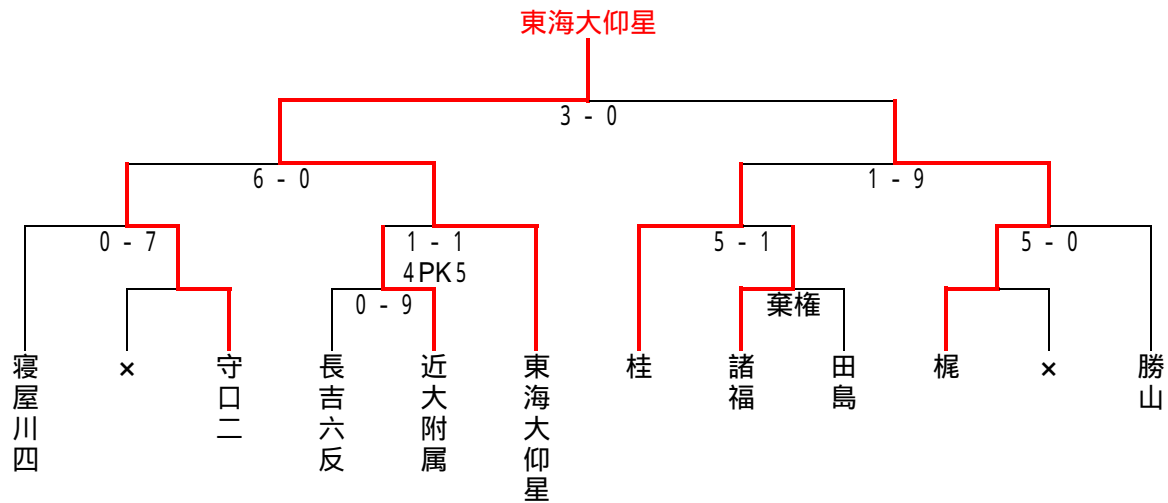 東海大仰星
3 - 0
6 - 0
1 - 9
0 - 7
1 - 1
5 - 1
5 - 0
4PK5
0 - 9
棄権
寝屋川四
×
守口二
長吉六反
近大附属
東海大仰星
桂
諸福
田島
梶
×
勝山